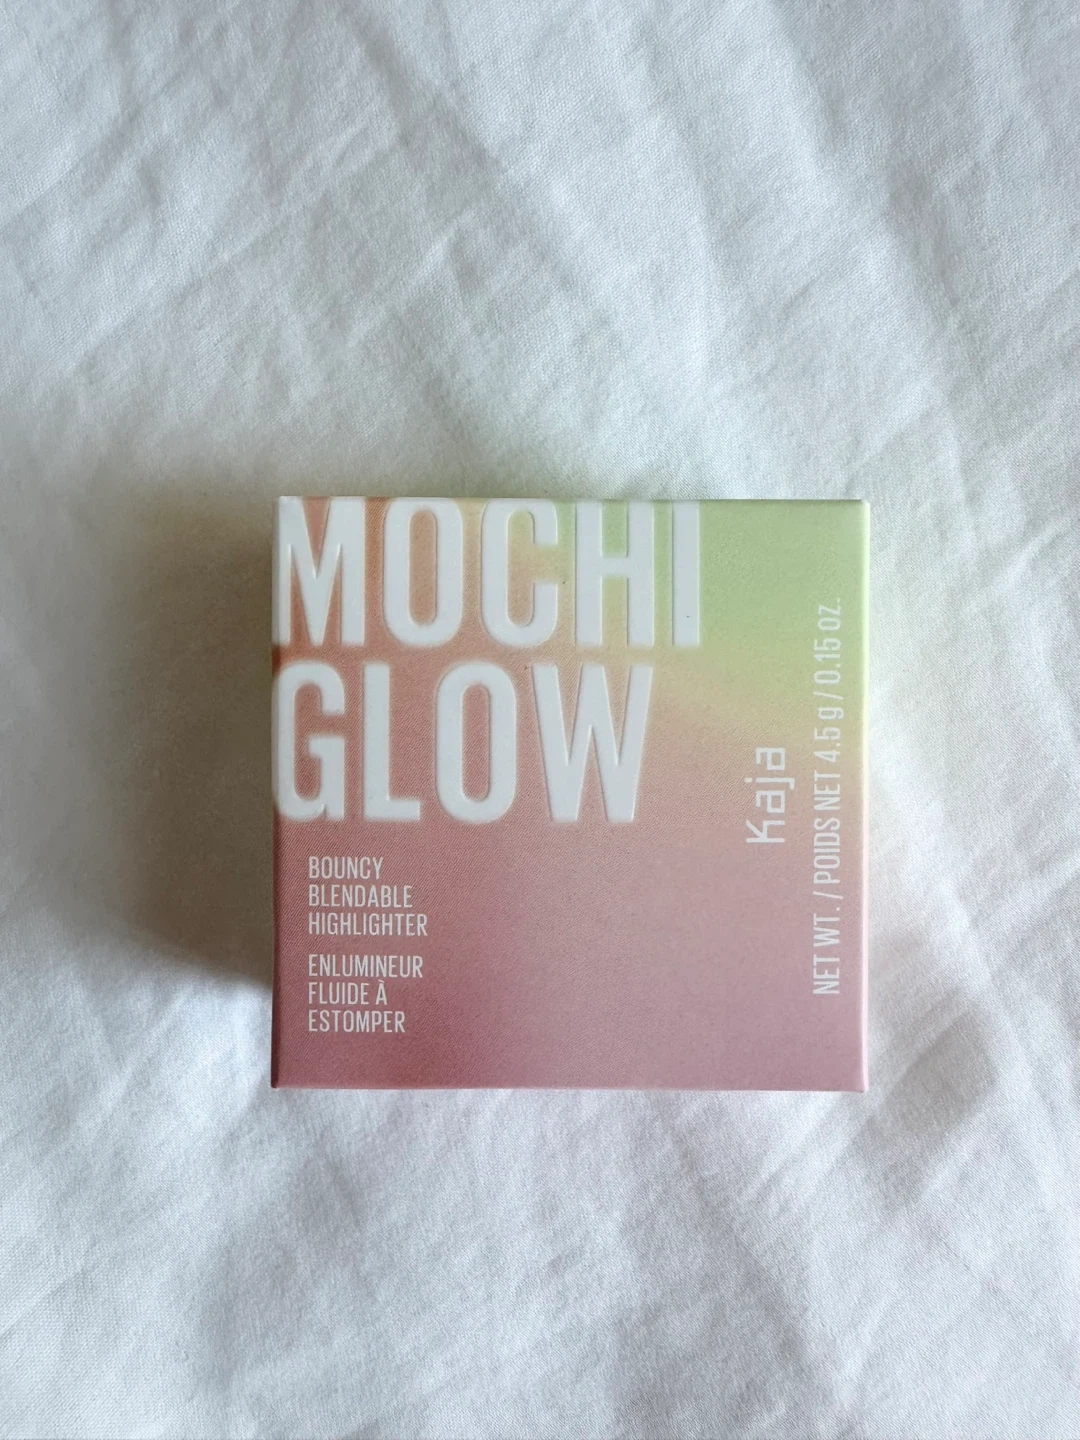 MOCHI
GLOW
BOUNCY
BLENDABLE
HIGHLIGHTER
ENLUMINEUR
FLUIDE À
ESTOMPER
Kaja
NET WT. / POIDS NET 4.5 g / 0.15 OZ.